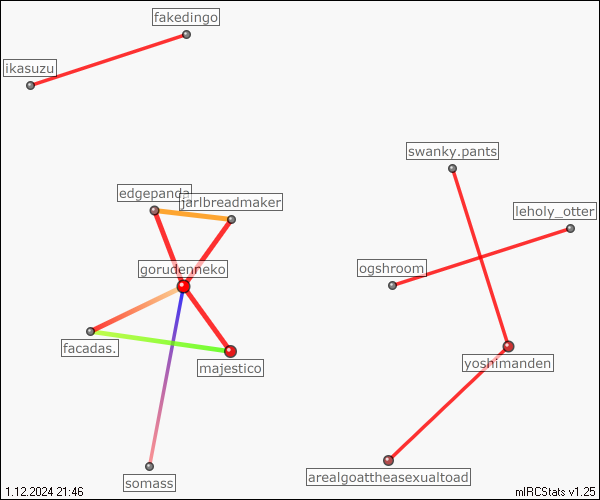 fakedingo
ikasuzu
swanky.pants
edgepanda
jarlbreadmaker
leholy_otter
gorudenneko
ogshroom
facadas.
majestico
yoshimanden
arealgoattheasexualtoad
somass
1.12.2024 21:46
mIRCStats v1.25